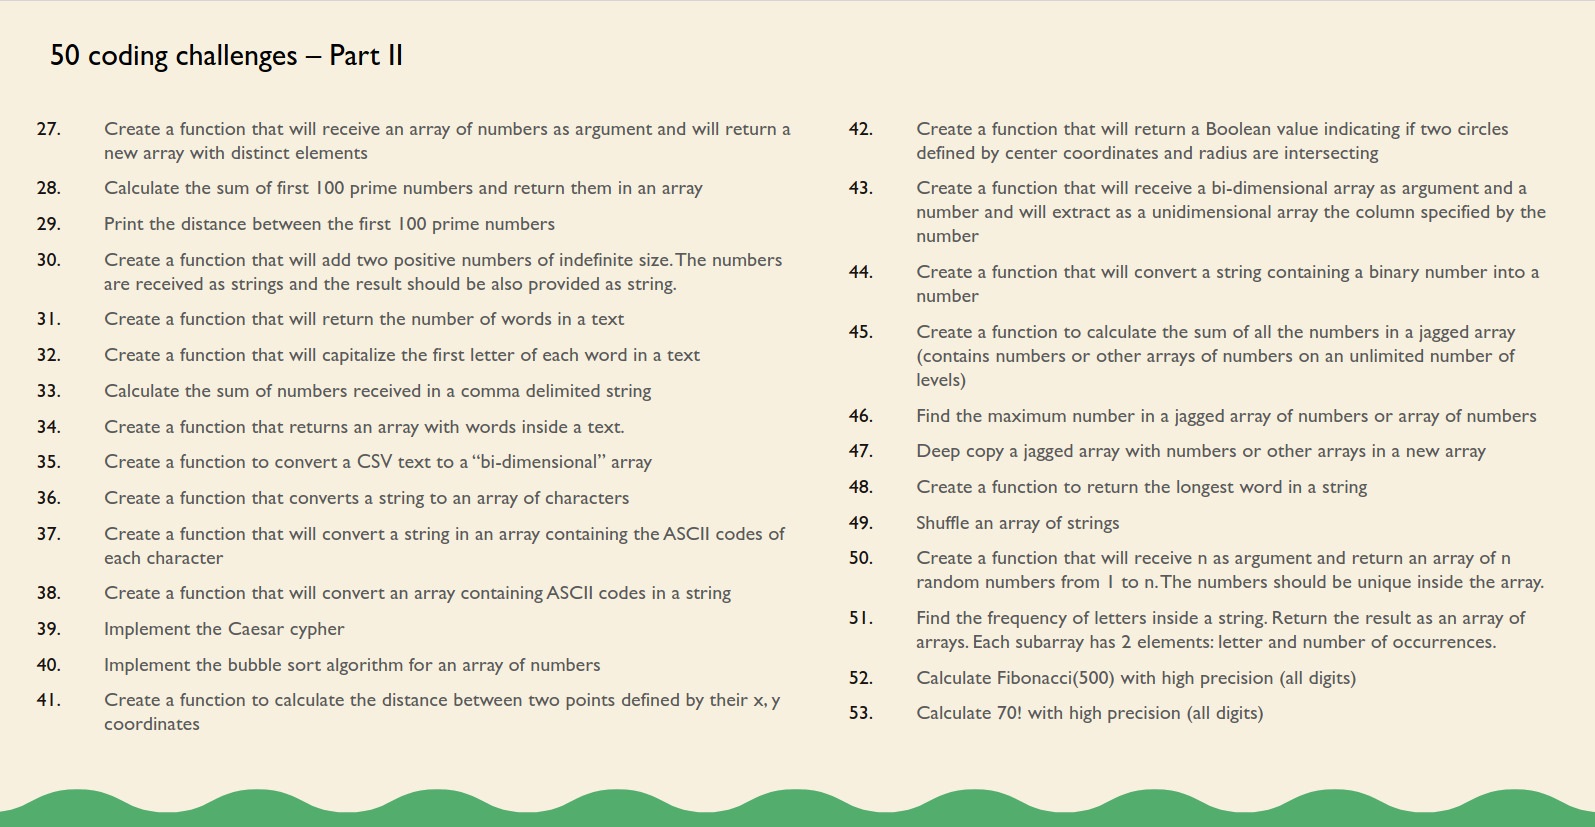 50 coding challenges – Part II
27. Create a function that will receive an array of numbers as argument and will return a
new array with distinct elements
28. Calculate the sum of first 100 prime numbers and return them in an array
29. Print the distance between the first 100 prime numbers
30. Create a function that will add two positive numbers of indefinite size. The numbers
are received as strings and the result should be also provided as string.
31. Create a function that will return the number of words in a text
32. Create a function that will capitalize the first letter of each word in a text
33. Calculate the sum of numbers received in a comma delimited string
34. Create a function that returns an array with words inside a text.
35. Create a function to convert a CSV text to a “bi-dimensional” array
36. Create a function that converts a string to an array of characters
37. Create a function that will convert a string in an array containing the ASCII codes of
each character
38. Create a function that will convert an array containing ASCII codes in a string
39. Implement the Caesar cypher
40. Implement the bubble sort algorithm for an array of numbers
41. Create a function to calculate the distance between two points defined by their x, y
coordinates
42. Create a function that will return a Boolean value indicating if two circles
defined by center coordinates and radius are intersecting
43. Create a function that will receive a bi-dimensional array as argument and a
number and will extract as a unidimensional array the column specified by the
number
44. Create a function that will convert a string containing a binary number into a
number
45. Create a function to calculate the sum of all the numbers in a jagged array
(contains numbers or other arrays of numbers on an unlimited number of
levels)
46. Find the maximum number in a jagged array of numbers or array of numbers
47. Deep copy a jagged array with numbers or other arrays in a new array
48. Create a function to return the longest word in a string
49. Shuffle an array of strings
50. Create a function that will receive n as argument and return an array of n
random numbers from 1 to n. The numbers should be unique inside the array.
51. Find the frequency of letters inside a string. Return the result as an array of
arrays. Each subarray has 2 elements: letter and number of occurrences.
52. Calculate Fibonacci(500) with high precision (all digits)
53. Calculate 70! with high precision (all digits)